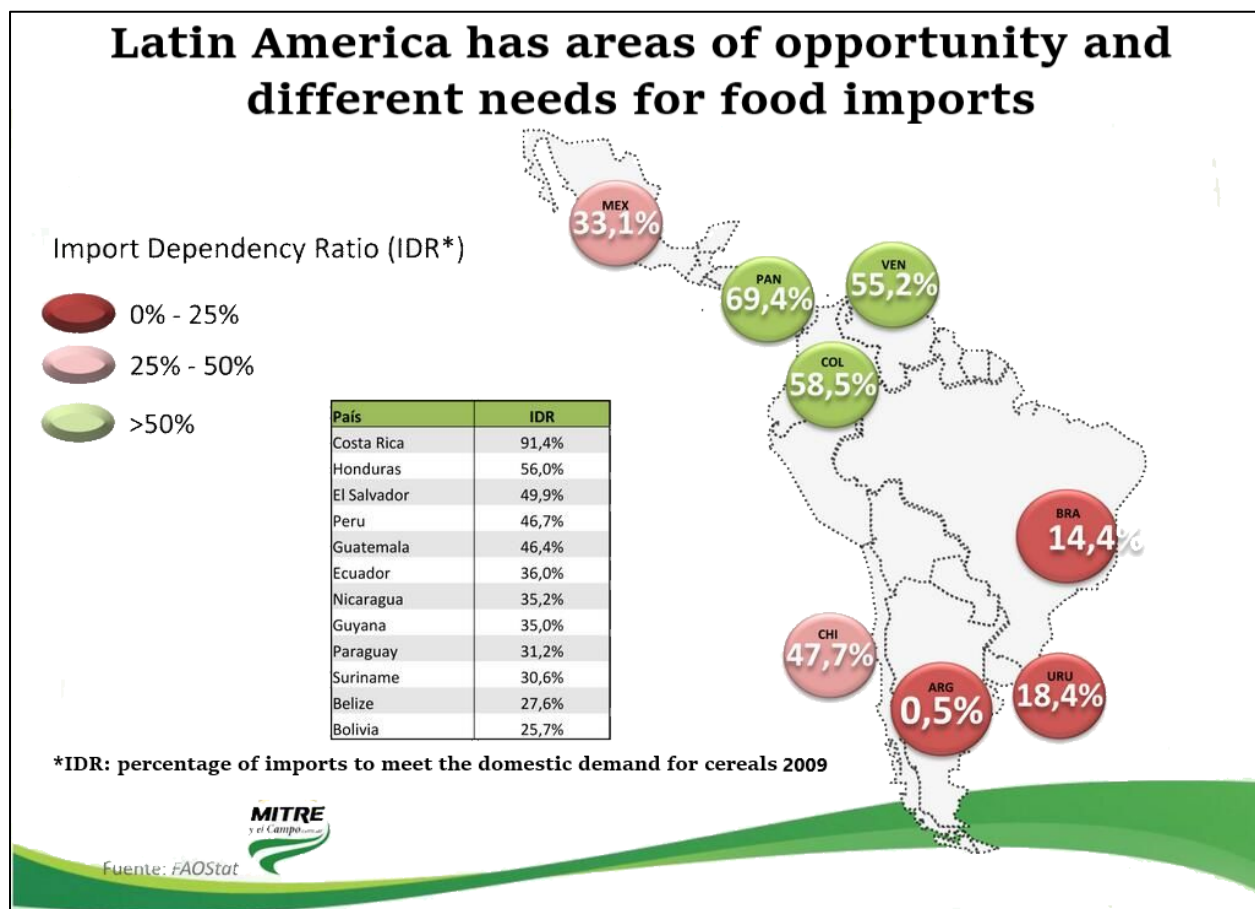 Latin America has areas of opportunity and
different needs for food imports
Import Dependency Ratio (IDR*)
0% - 25%
25% - 50%
>50%
MEX
33,1%
PAN
69,4%
VEN
55,2%
COL
58,5%
BRA
14,4%
CHI
47,7%
ARG
0,5%
URU
18,4%
País IDR
Costa Rica 91,4%
Honduras 56,0%
El Salvador 49,9%
Peru 46,7%
Guatemala 46,4%
Ecuador 36,0%
Nicaragua 35,2%
Guyana 35,0%
Paraguay 31,2%
Suriname 30,6%
Belize 27,6%
Bolivia 25,7%
*IDR: percentage of imports to meet the domestic demand for cereals 2009
MITRE
y el Campo
Fuente: FAOStat